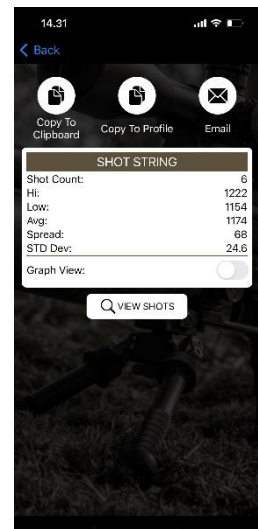 14.31
Back
Copy To
Clipboard
Copy To Profile
Email
SHOT STRING
Shot Count: 6
Hi: 1222
Low: 1154
Avg: 1174
Spread: 68
STD Dev: 24.6
Graph View:
VIEW SHOTS